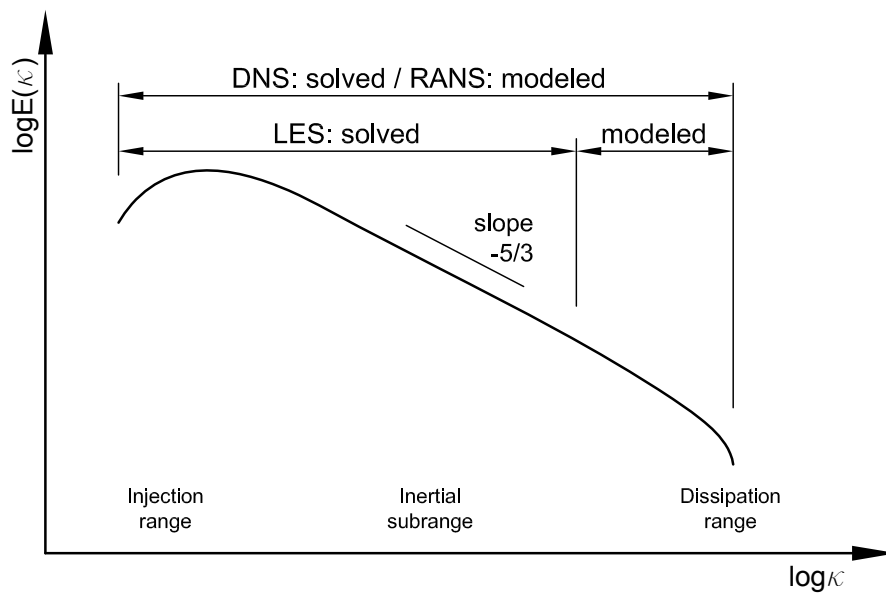 logE(κ)
DNS: solved / RANS: modeled
LES: solved
modeled
slope
-5/3
Injection
range
Inertial
subrange
Dissipation
range
logκ